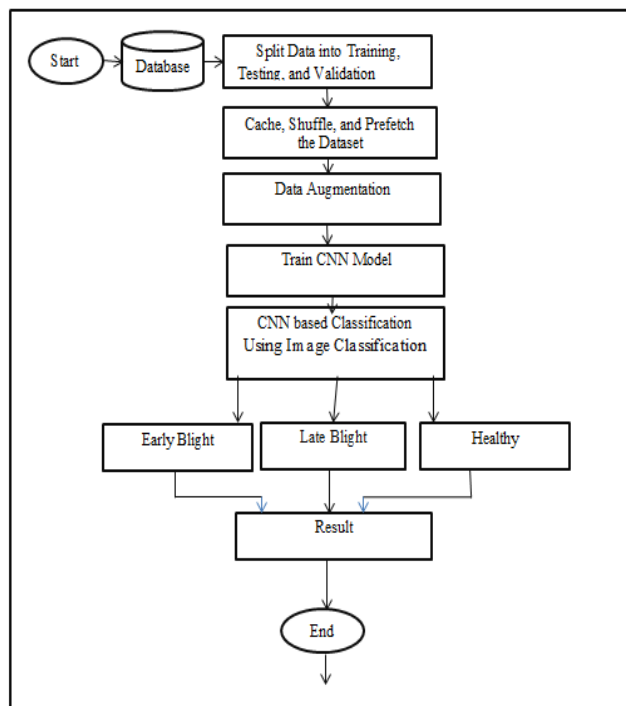 Start
Database
Split Data into Training,
Testing, and Validation
Cache, Shuffle, and Prefetch
the Dataset
Data Augmentation
Train CNN Model
CNN based Classification
Using Image Classification
Early Blight
Late Blight
Healthy
Result
End